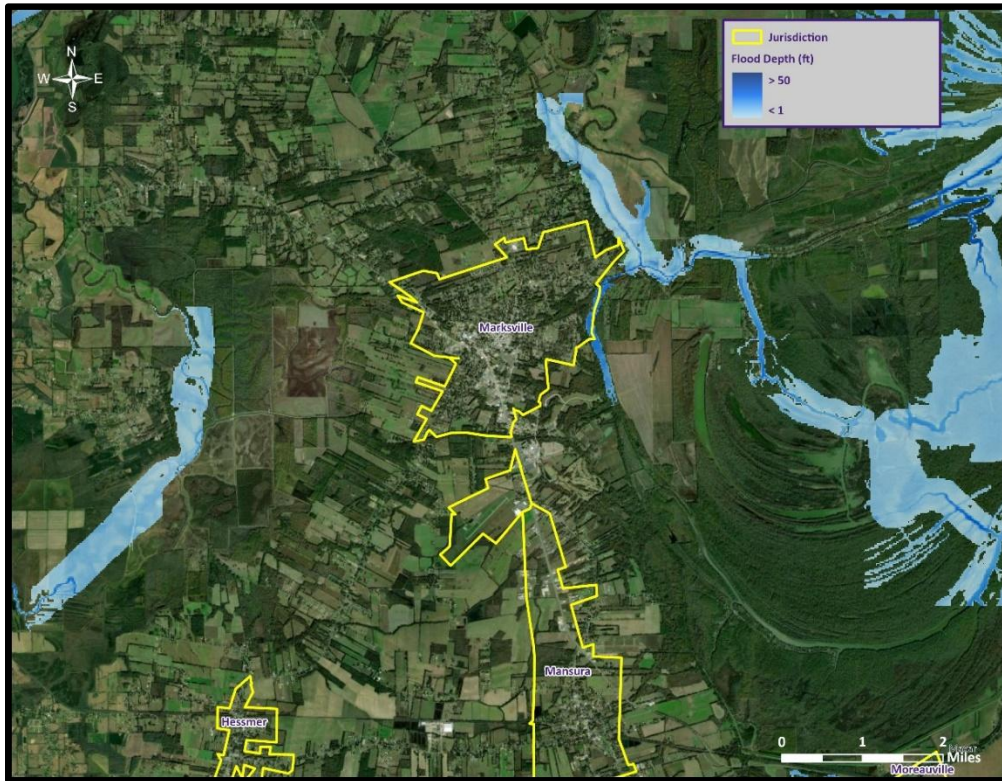 N
W E
S
Jurisdiction
Flood Depth (ft)
> 50
< 1
Marksville
Mansura
Hessmer
0 1 2
Miles
Moreauville